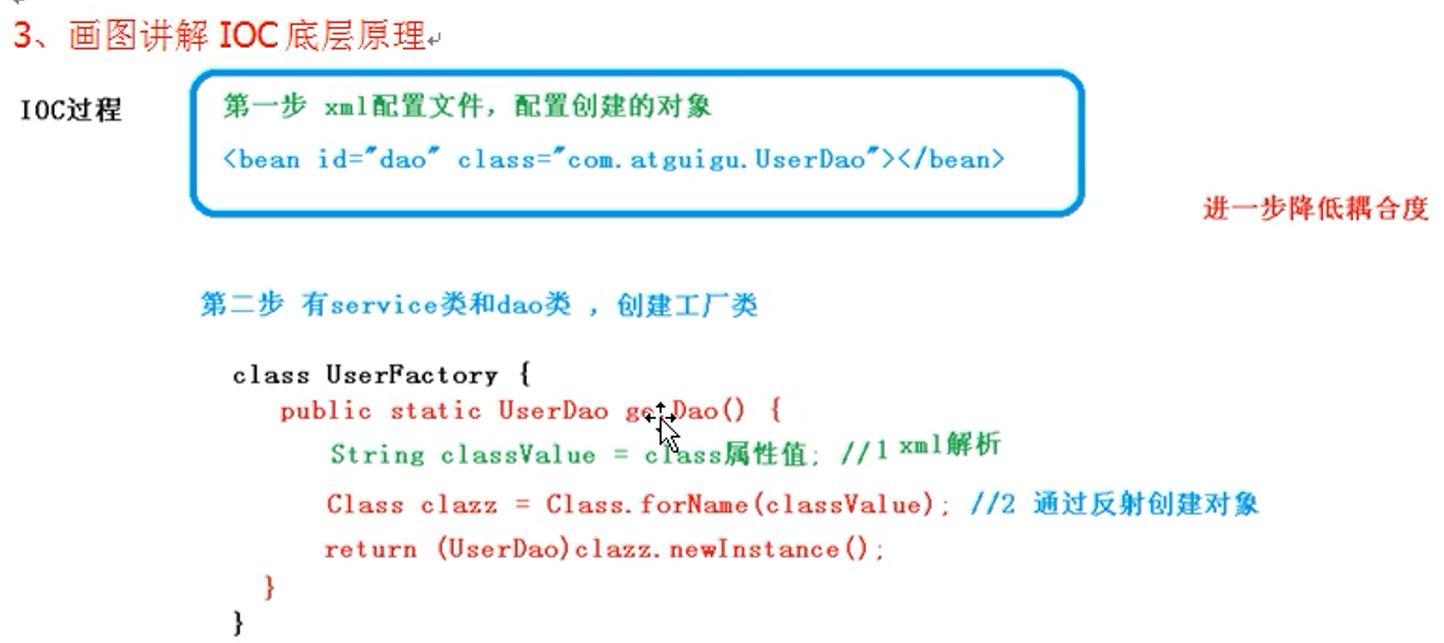 3、画图讲解 IOC 底层原理
IOC过程
第一步 xml配置文件，配置创建的对象
<bean id="dao" class="com.atguigu.UserDao"></bean>
进一步降低耦合度
第二步 有service类和dao类 ，创建工厂类
class UserFactory {
public static UserDao getDao() {
String classValue = class属性值; //1 xml解析
Class clazz = Class.forName(classValue); //2 通过反射创建对象
return (UserDao)clazz.newInstance();
}
}